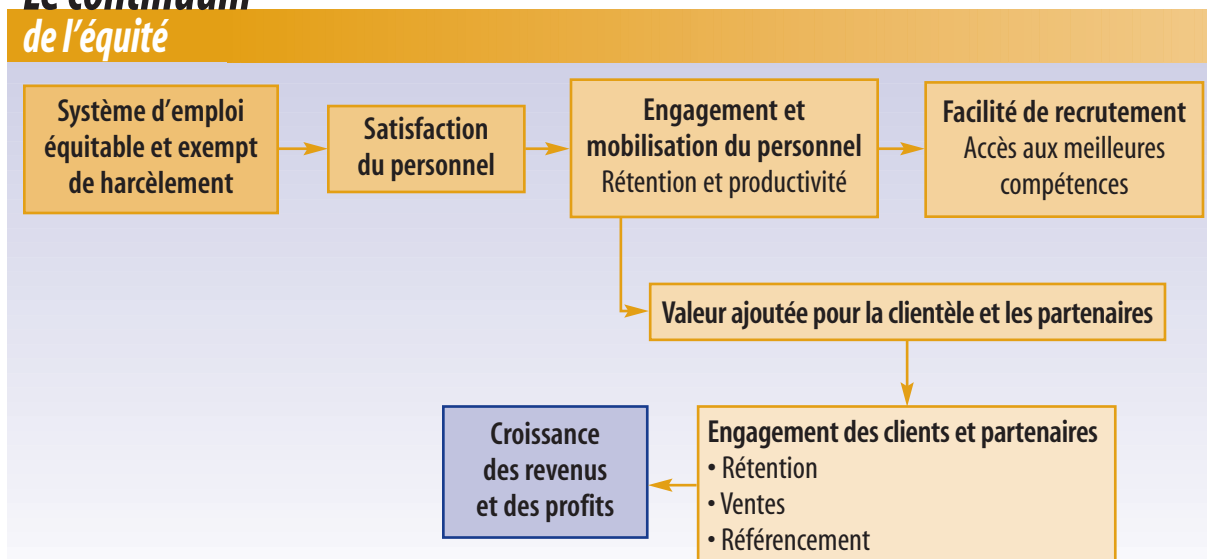 Le continuum
de l'équité
Système d'emploi
équitable et exempt
de harcèlement
Satisfaction
du personnel
Engagement et
mobilisation du personnel
Rétention et productivité
Facilité de recrutement
Accès aux meilleures
compétences
Valeur ajoutée pour la clientèle et les partenaires
Engagement des clients et partenaires
• Rétention
• Ventes
• Référencement
Croissance
des revenus
et des profits